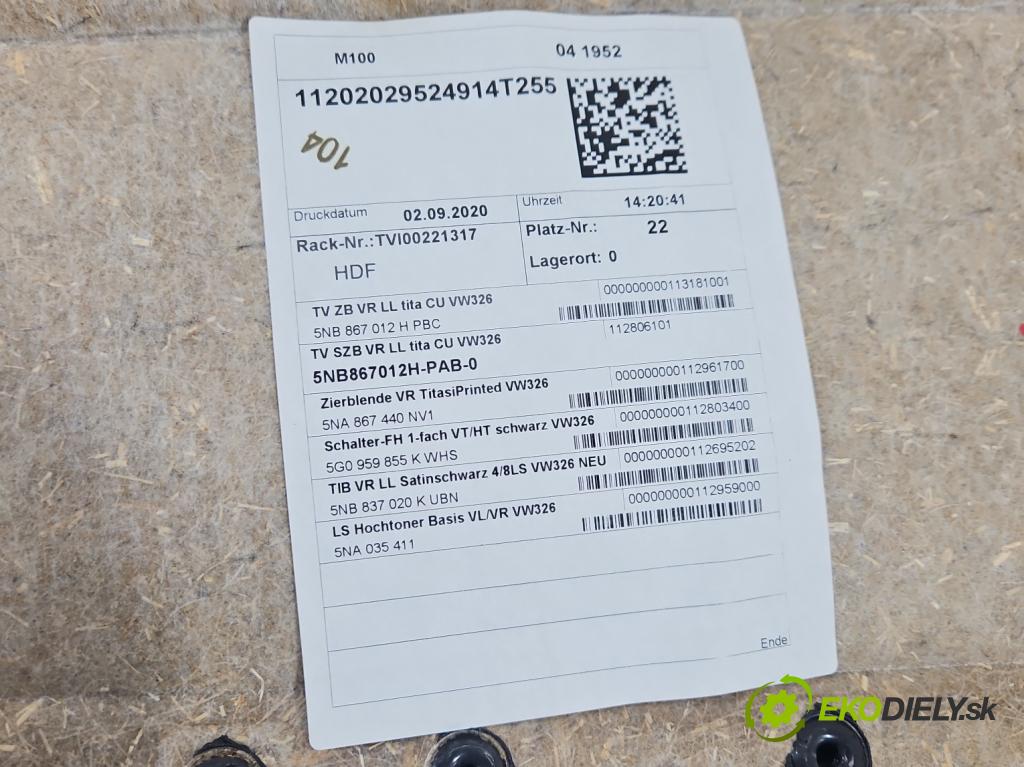 M100 04 1952
11202029524914T255
104
Druckdatum 02.09.2020 Uhrzeit 14:20:41
Rack-Nr.:TVI00221317 Platz-Nr.: 22
HDF Lagerort: 0
TV ZB VR LL tita CU VW326 000000000113181001
5NB 867 012 H PBC
TV SZB VR LL tita CU VW326 112806101
5NB867012H-PAB-0
Zierblende VR TitasiPrinted VW326 000000000112961700
5NA 867 440 NV1
Schalter-FH 1-fach VT/HT schwarz VW326 000000000112803400
5G0 959 855 K WHS
TIB VR LL Satinschwarz 4/8LS VW326 NEU 000000000112695202
5NB 837 020 K UBN
LS Hochtoner Basis VL/VR VW326 000000000112959000
5NA 035 411
Ende
EKODIELY.sk